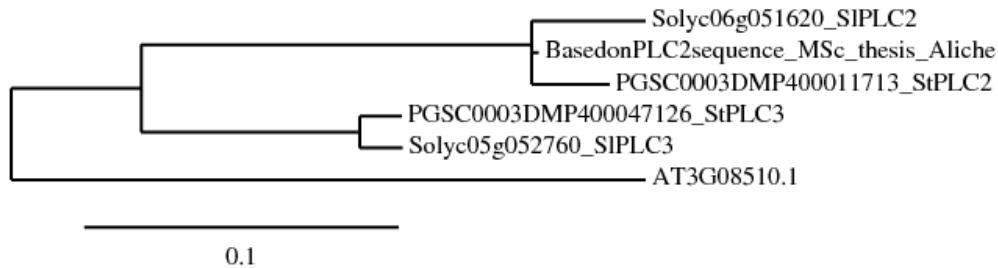 Solyc06g051620_SlPLC2
BasedonPLC2sequence_MSc_thesis_Aliche
PGSC0003DMP400011713_StPLC2
PGSC0003DMP400047126_StPLC3
Solyc05g052760_SlPLC3
AT3G08510.1
0.1